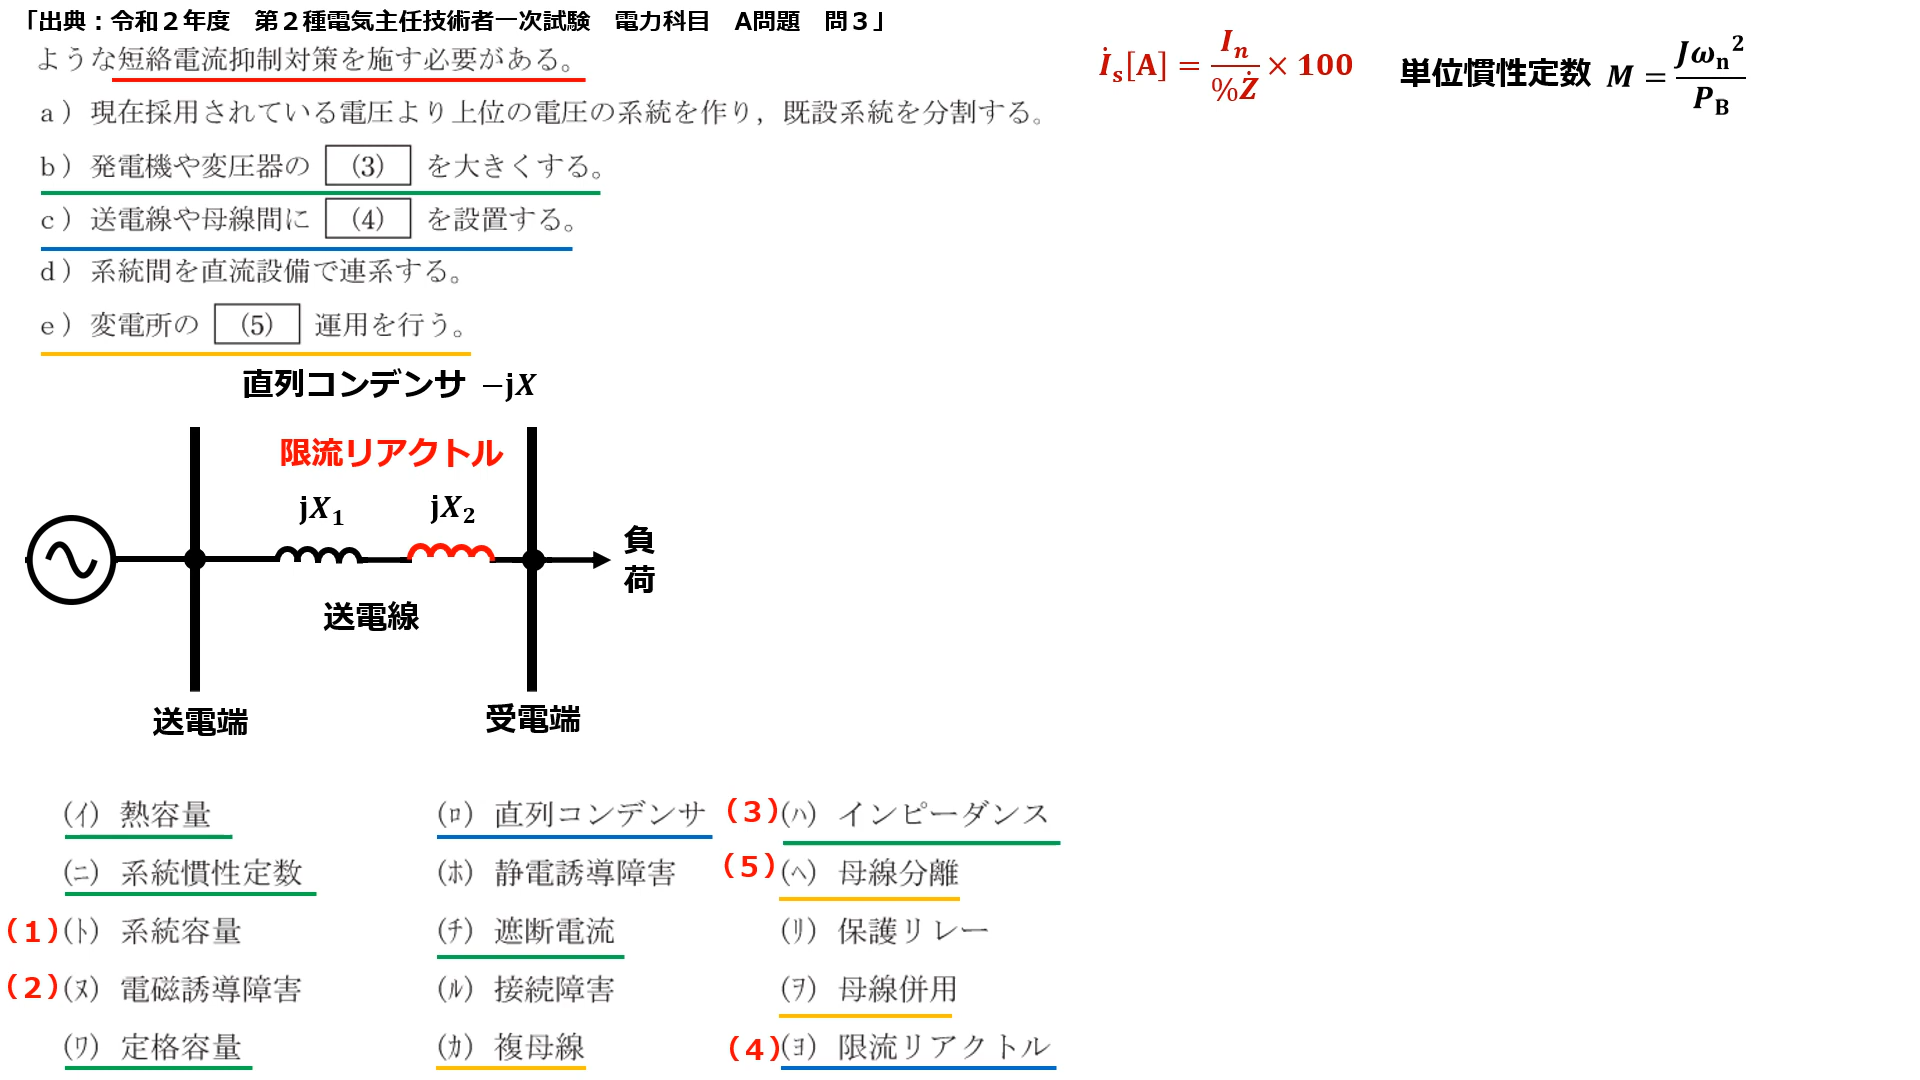 「出典：令和２年度　第２種電気主任技術者一次試験　電力科目　A問題　問３」
ような短絡電流抑制対策を施す必要がある。
a）現在採用されている電圧より上位の電圧の系統を作り，既設系統を分割する。
b）発電機や変圧器の (3) を大きくする。
c）送電線や母線間に (4) を設置する。
d）系統間を直流設備で連系する。
e）変電所の (5) 運用を行う。
İs[A] = In / %Ż × 100
単位慣性定数 M = Jωn² / PB
直列コンデンサ −jX
限流リアクトル
jX₁ jX₂
負荷
送電線
送電端
受電端
(ｲ) 熱容量 (ﾛ) 直列コンデンサ （３）(ﾊ) インピーダンス
(ﾆ) 系統慣性定数 (ﾎ) 静電誘導障害 （５）(ﾍ) 母線分離
（１）(ﾄ) 系統容量 (ﾁ) 遮断電流 (ﾘ) 保護リレー
（２）(ﾇ) 電磁誘導障害 (ﾙ) 接続障害 (ｦ) 母線併用
(ﾜ) 定格容量 (ｶ) 複母線 （４）(ﾖ) 限流リアクトル